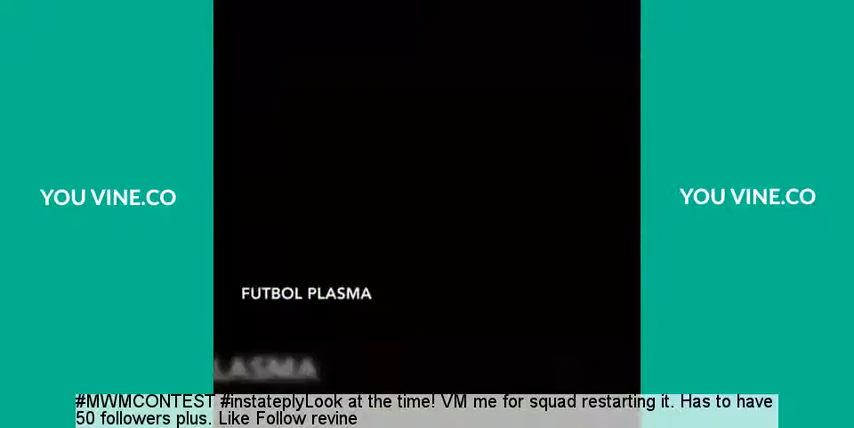 YOU VINE.CO
YOU VINE.CO
FUTBOL PLASMA
LASMA
#MWMCONTEST #instateplyLook at the time! VM me for squad restarting it. Has to have
50 followers plus. Like Follow revine